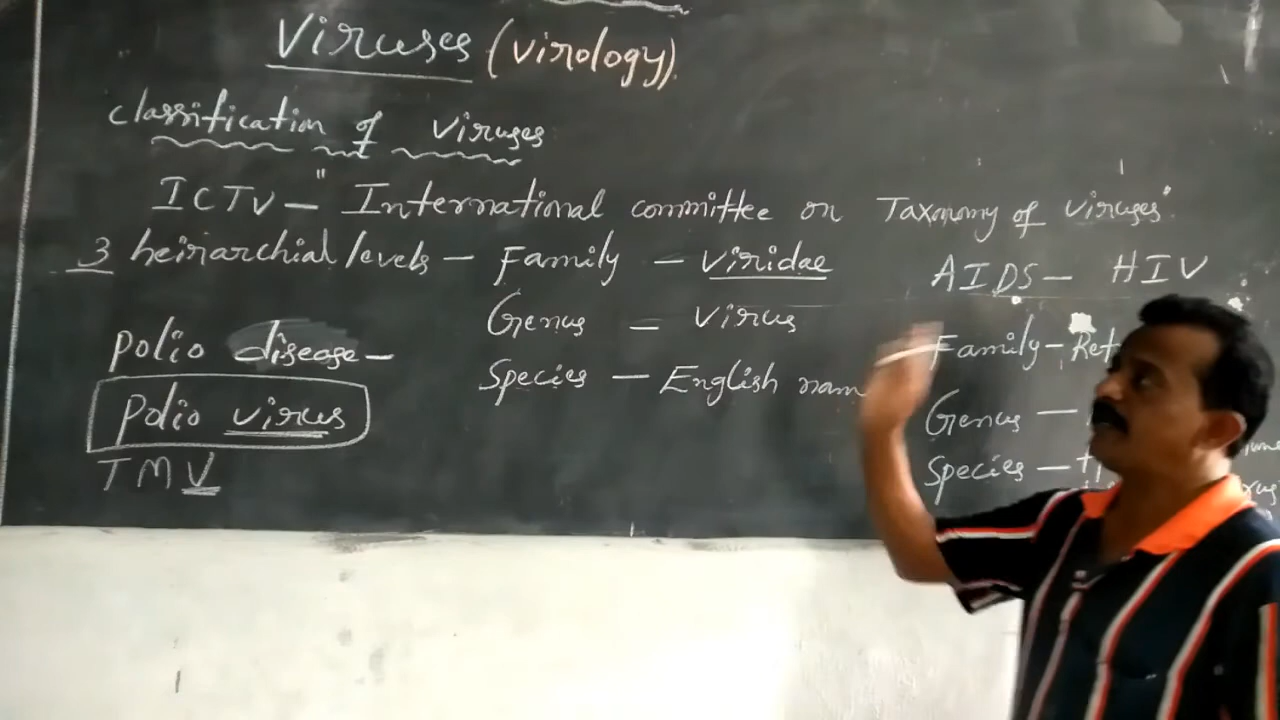 Viruses (Virology)
classification of viruses
ICTV – "International committee on Taxonomy of viruses"
3 heirarchial levels – Family – Viridae
Genus – Virus
Species – English nam
polio disease –
polio virus
TMV
AIDS – HIV
Family – Ret
Genus –
Species –